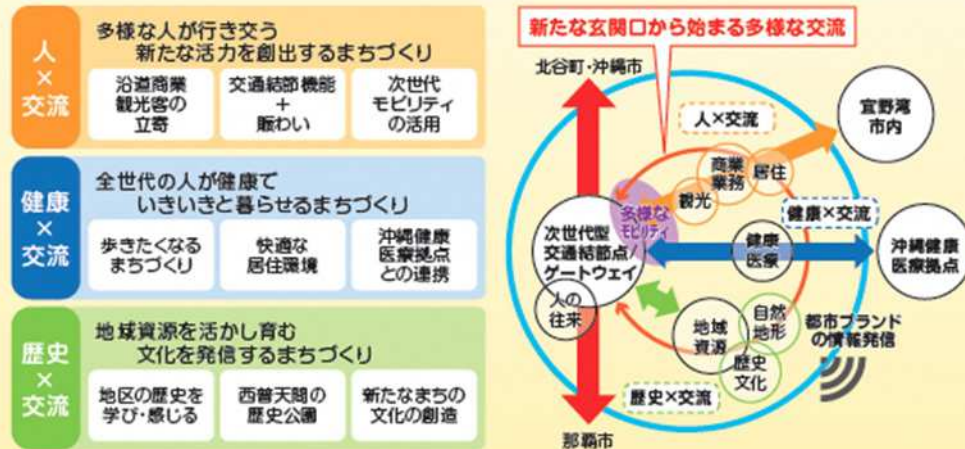 人
×
交流
多様な人が行き交う
新たな活力を創出するまちづくり
沿道商業
観光客の
立寄
交通結節機能
+
賑わい
次世代
モビリティ
の活用
健康
×
交流
全世代の人が健康で
いきいきと暮らせるまちづくり
歩きたくなる
まちづくり
快適な
居住環境
沖縄健康
医療拠点
との連携
歴史
×
交流
地域資源を活かし育む
文化を発信するまちづくり
地区の歴史を
学び・感じる
西普天間の
歴史公園
新たなまちの
文化の創造
新たな玄関口から始まる多様な交流
北谷町・沖縄市
人×交流
宜野湾
市内
商業
業務
居住
観光
多様な
モビリティ
健康×交流
次世代型
交通結節点/
ゲートウェイ
健康
医療
沖縄健康
医療拠点
人の
往来
地域
資源
自然
地形
歴史
文化
都市ブランド
の情報発信
歴史×交流
那覇市